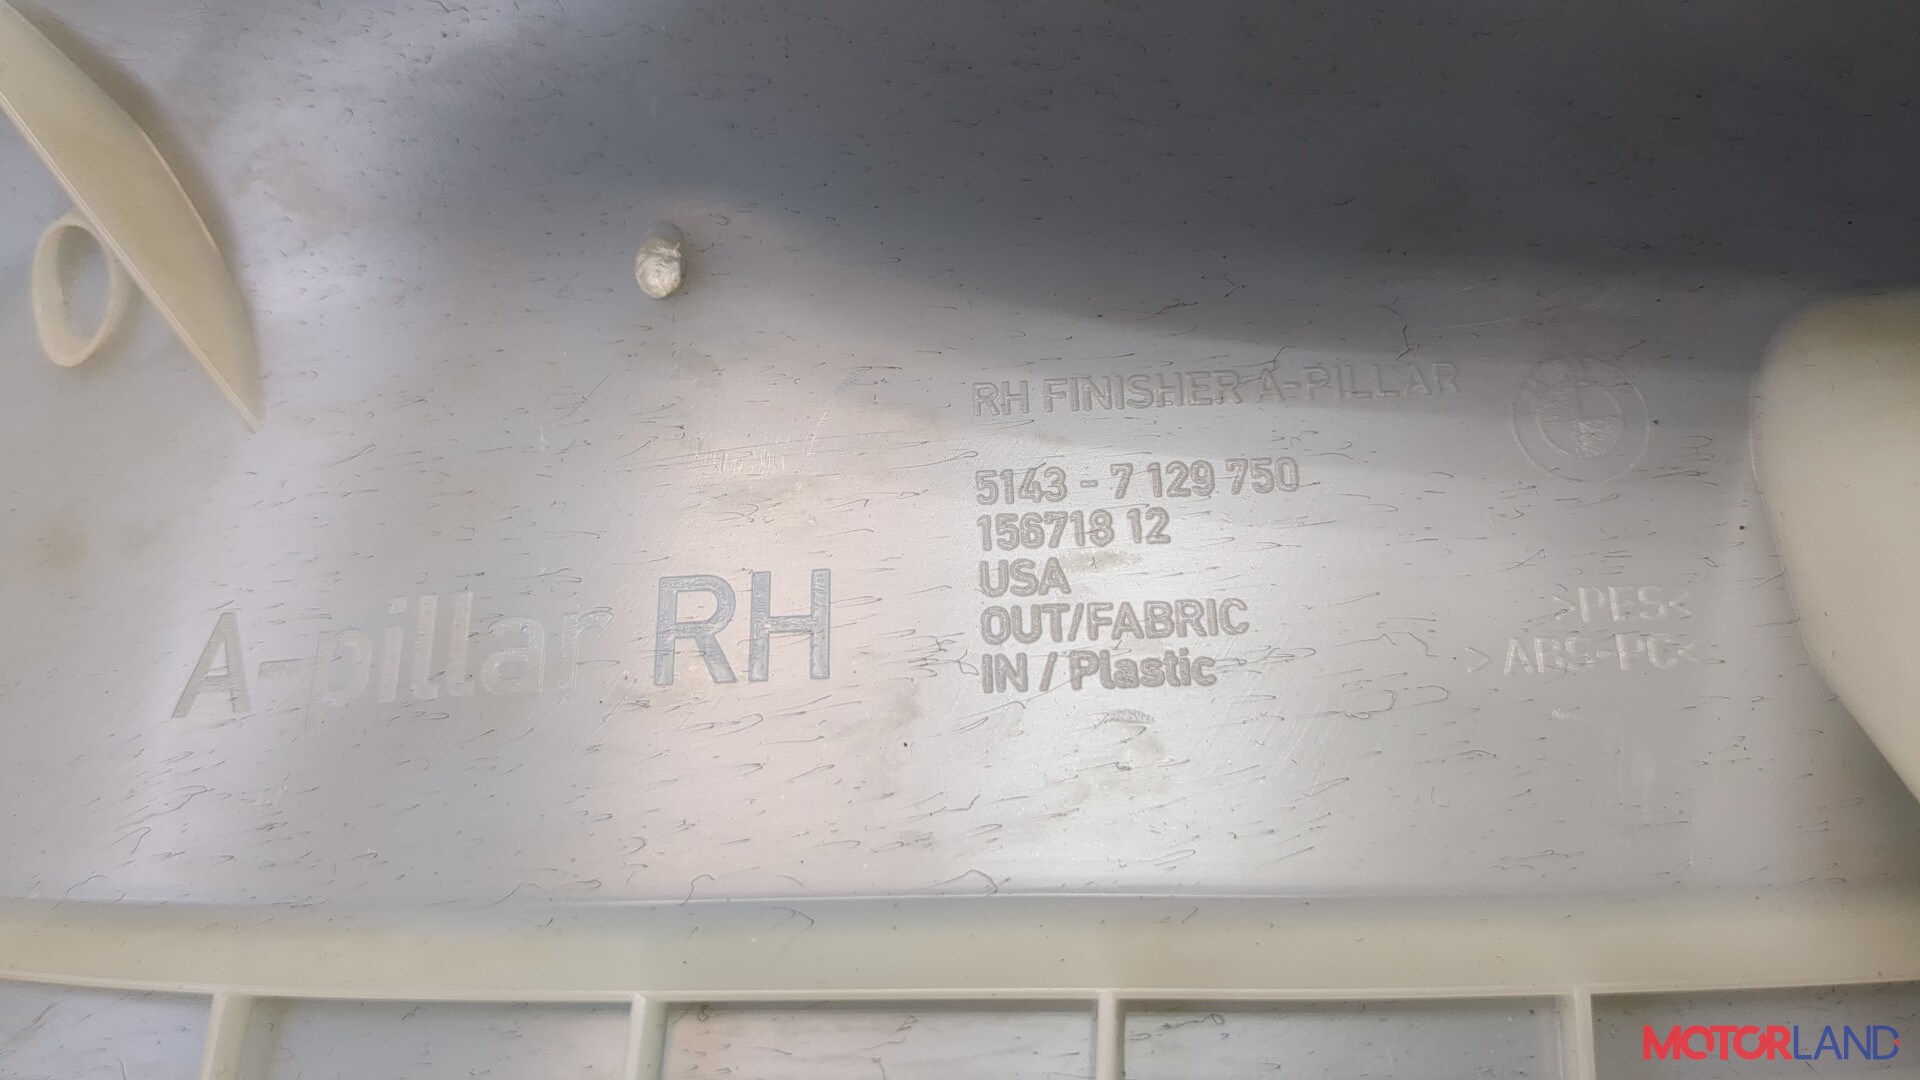 RH FINISHER A-PILLAR
5143 - 7 129 750
156718 12
USA
OUT/FABRIC
IN / Plastic
A-pillar RH
>PES<
>ABS-PC<
MOTORLAND